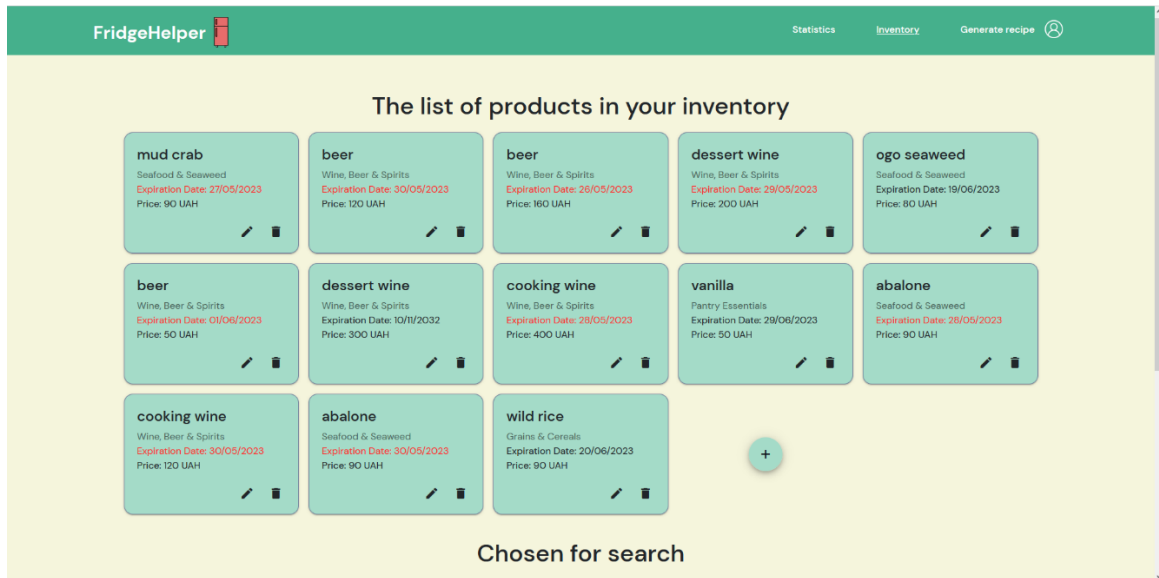 FridgeHelper
Statistics
Inventory
Generate recipe
The list of products in your inventory
mud crab
Seafood & Seaweed
Expiration Date: 27/05/2023
Price: 90 UAH
beer
Wine, Beer & Spirits
Expiration Date: 30/05/2023
Price: 120 UAH
beer
Wine, Beer & Spirits
Expiration Date: 26/05/2023
Price: 160 UAH
dessert wine
Wine, Beer & Spirits
Expiration Date: 29/05/2023
Price: 200 UAH
ogo seaweed
Seafood & Seaweed
Expiration Date: 19/06/2023
Price: 80 UAH
beer
Wine, Beer & Spirits
Expiration Date: 01/06/2023
Price: 50 UAH
dessert wine
Wine, Beer & Spirits
Expiration Date: 10/11/2032
Price: 300 UAH
cooking wine
Wine, Beer & Spirits
Expiration Date: 28/05/2023
Price: 400 UAH
vanilla
Pantry Essentials
Expiration Date: 29/06/2023
Price: 50 UAH
abalone
Seafood & Seaweed
Expiration Date: 28/05/2023
Price: 90 UAH
cooking wine
Wine, Beer & Spirits
Expiration Date: 30/05/2023
Price: 120 UAH
abalone
Seafood & Seaweed
Expiration Date: 30/05/2023
Price: 90 UAH
wild rice
Grains & Cereals
Expiration Date: 20/06/2023
Price: 90 UAH
+
Chosen for search